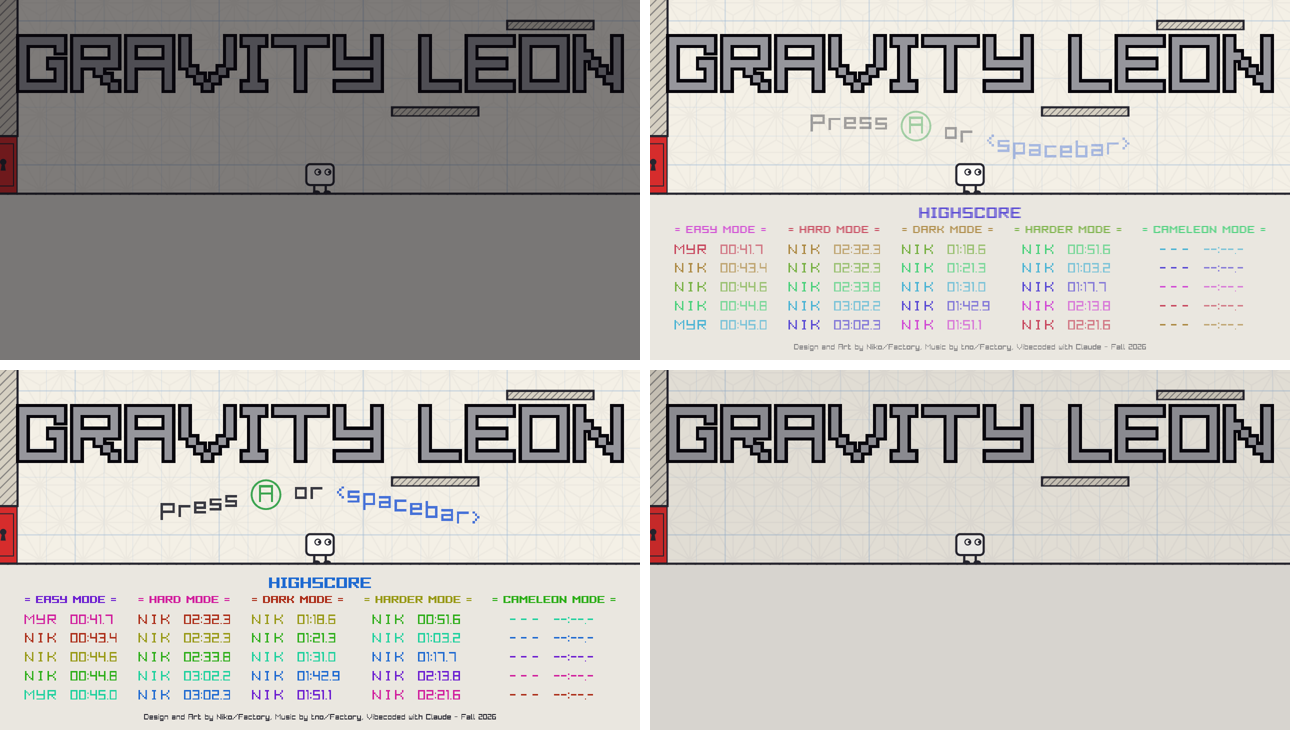 GRAVITY LEON
GRAVITY LEON
Press A or <spacebar>
HIGHSCORE
= EASY MODE = = HARD MODE = = DARK MODE = = HARDER MODE = = CAMELEON MODE =
MYR 00:41.7 NIK 02:32.3 NIK 01:18.6 NIK 00:51.6 - - - --:--.-
NIK 00:43.4 NIK 02:32.3 NIK 01:21.3 NIK 01:03.2 - - - --:--.-
NIK 00:44.6 NIK 02:33.8 NIK 01:31.0 NIK 01:17.7 - - - --:--.-
NIK 00:44.8 NIK 03:02.2 NIK 01:42.9 NIK 02:13.8 - - - --:--.-
MYR 00:45.0 NIK 03:02.3 NIK 01:51.1 NIK 02:21.6 - - - --:--.-
Design and Art by Niko/Factory, Music by tno/Factory, Vibecoded with Claude - Fall 2026
GRAVITY LEON
Press A or <spacebar>
HIGHSCORE
= EASY MODE = = HARD MODE = = DARK MODE = = HARDER MODE = = CAMELEON MODE =
MYR 00:41.7 NIK 02:32.3 NIK 01:18.6 NIK 00:51.6 - - - --:--.-
NIK 00:43.4 NIK 02:32.3 NIK 01:21.3 NIK 01:03.2 - - - --:--.-
NIK 00:44.6 NIK 02:33.8 NIK 01:31.0 NIK 01:17.7 - - - --:--.-
NIK 00:44.8 NIK 03:02.2 NIK 01:42.9 NIK 02:13.8 - - - --:--.-
MYR 00:45.0 NIK 03:02.3 NIK 01:51.1 NIK 02:21.6 - - - --:--.-
Design and Art by Niko/Factory, Music by tno/Factory, Vibecoded with Claude - Fall 2026
GRAVITY LEON